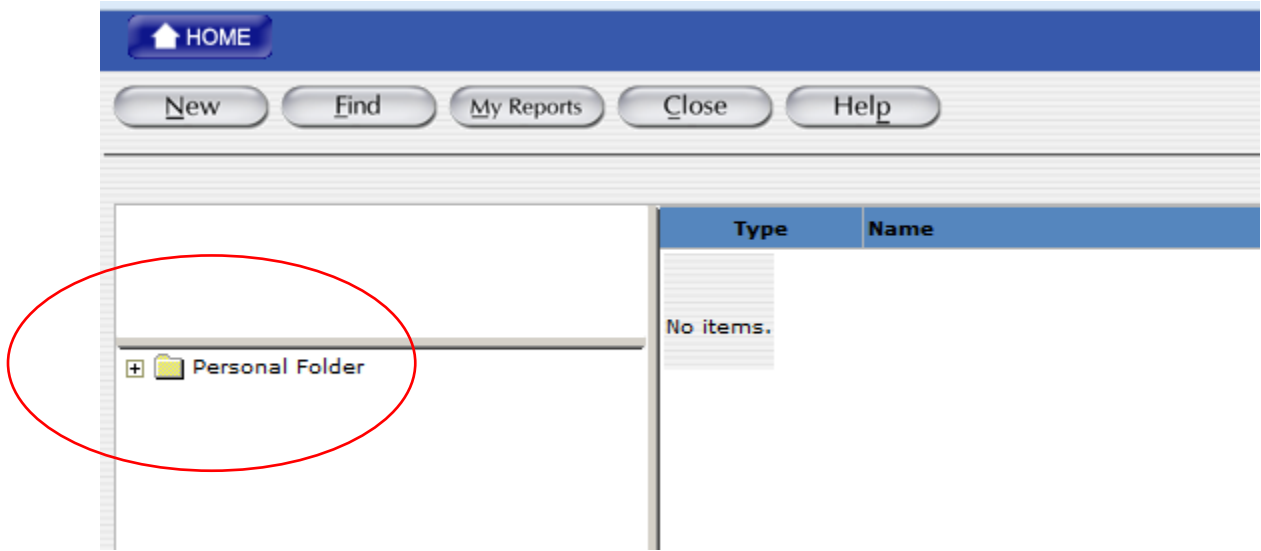 HOME
New Find My Reports Close Help
Type Name
No items.
Personal Folder